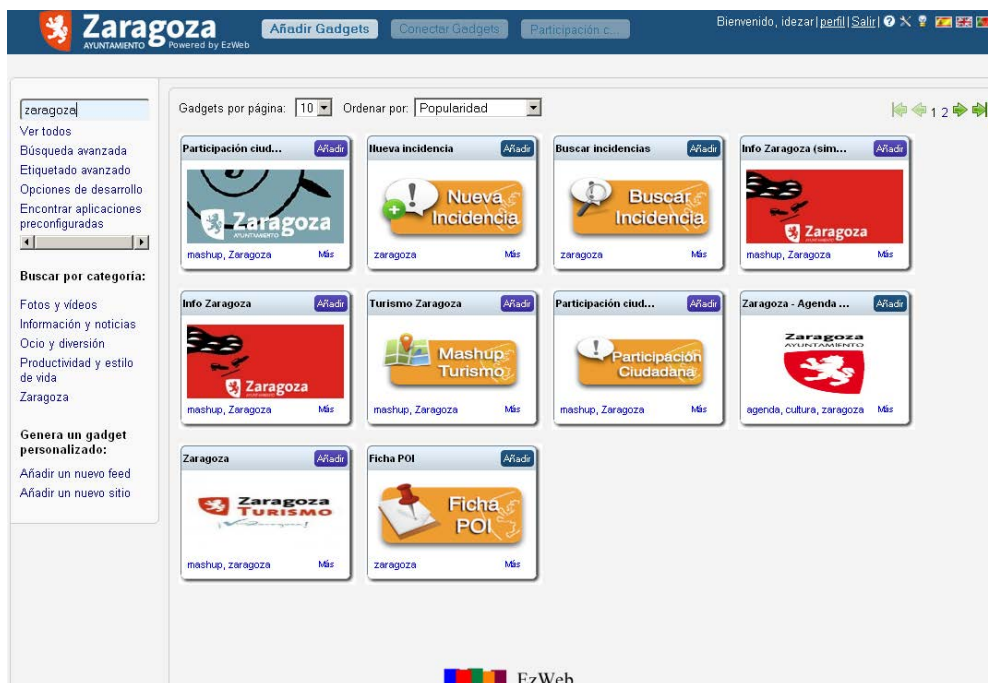 Zaragoza
AYUNTAMIENTO Powered by EzWeb
Añadir Gadgets
Conectar Gadgets
Participación c...
Bienvenido, idezar | perfil | Salir |
zaragoza
Ver todos
Búsqueda avanzada
Etiquetado avanzado
Opciones de desarrollo
Encontrar aplicaciones
preconfiguradas
Buscar por categoría:
Fotos y vídeos
Información y noticias
Ocio y diversión
Productividad y estilo
de vida
Zaragoza
Genera un gadget
personalizado:
Añadir un nuevo feed
Añadir un nuevo sitio
Gadgets por página: 10 Ordenar por: Popularidad
1 2
Participación ciud... Añadir
Zaragoza
AYUNTAMIENTO
mashup, Zaragoza Más
Nueva incidencia Añadir
Nueva
Incidencia
zaragoza Más
Buscar incidencias Añadir
Buscar
Incidencia
zaragoza Más
Info Zaragoza (sim... Añadir
Zaragoza
AYUNTAMIENTO
mashup, Zaragoza Más
Info Zaragoza Añadir
Zaragoza
AYUNTAMIENTO
mashup, Zaragoza Más
Turismo Zaragoza Añadir
Mashup
Turismo
mashup, Zaragoza Más
Participación ciud... Añadir
Participación
Ciudadana
mashup, Zaragoza Más
Zaragoza - Agenda ... Añadir
Zaragoza
AYUNTAMIENTO
agenda, cultura, zaragoza Más
Zaragoza Añadir
Zaragoza
TURISMO
mashup, zaragoza Más
Ficha POI Añadir
Ficha
POI
zaragoza Más
EzWeb